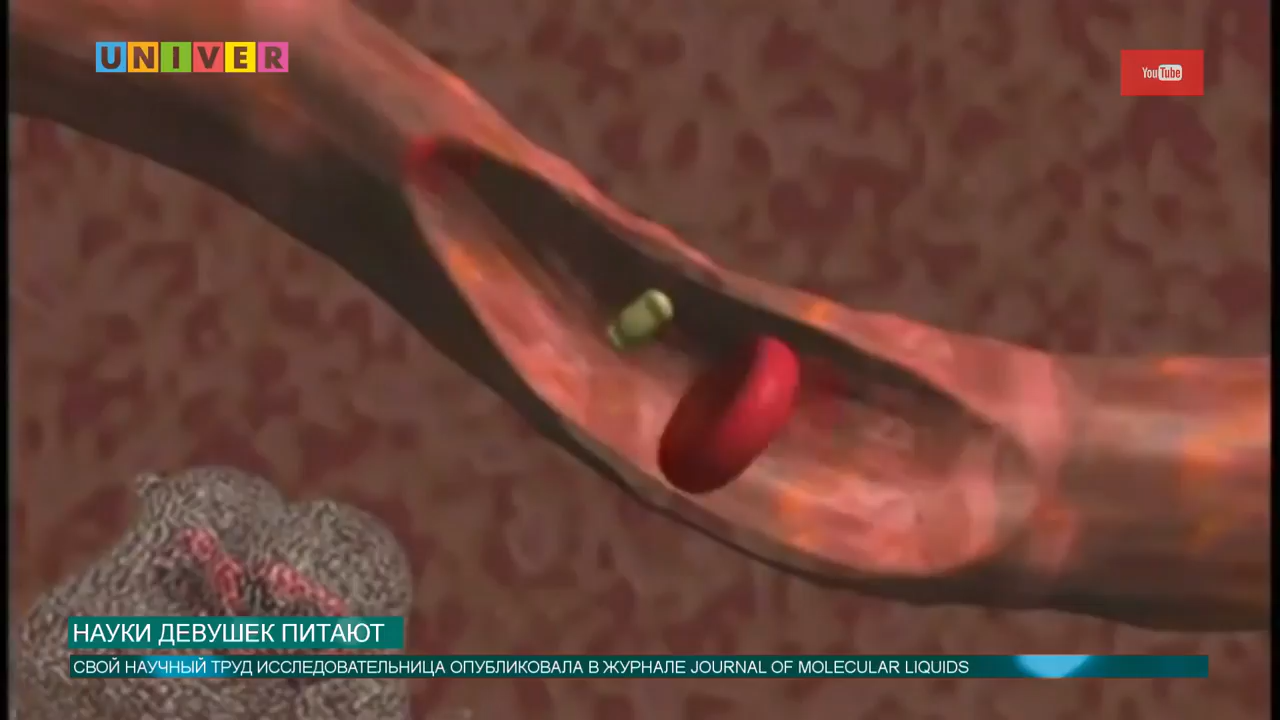 UNIVER
YouTube
НАУКИ ДЕВУШЕК ПИТАЮТ
СВОЙ НАУЧНЫЙ ТРУД ИССЛЕДОВАТЕЛЬНИЦА ОПУБЛИКОВАЛА В ЖУРНАЛЕ JOURNAL OF MOLECULAR LIQUIDS